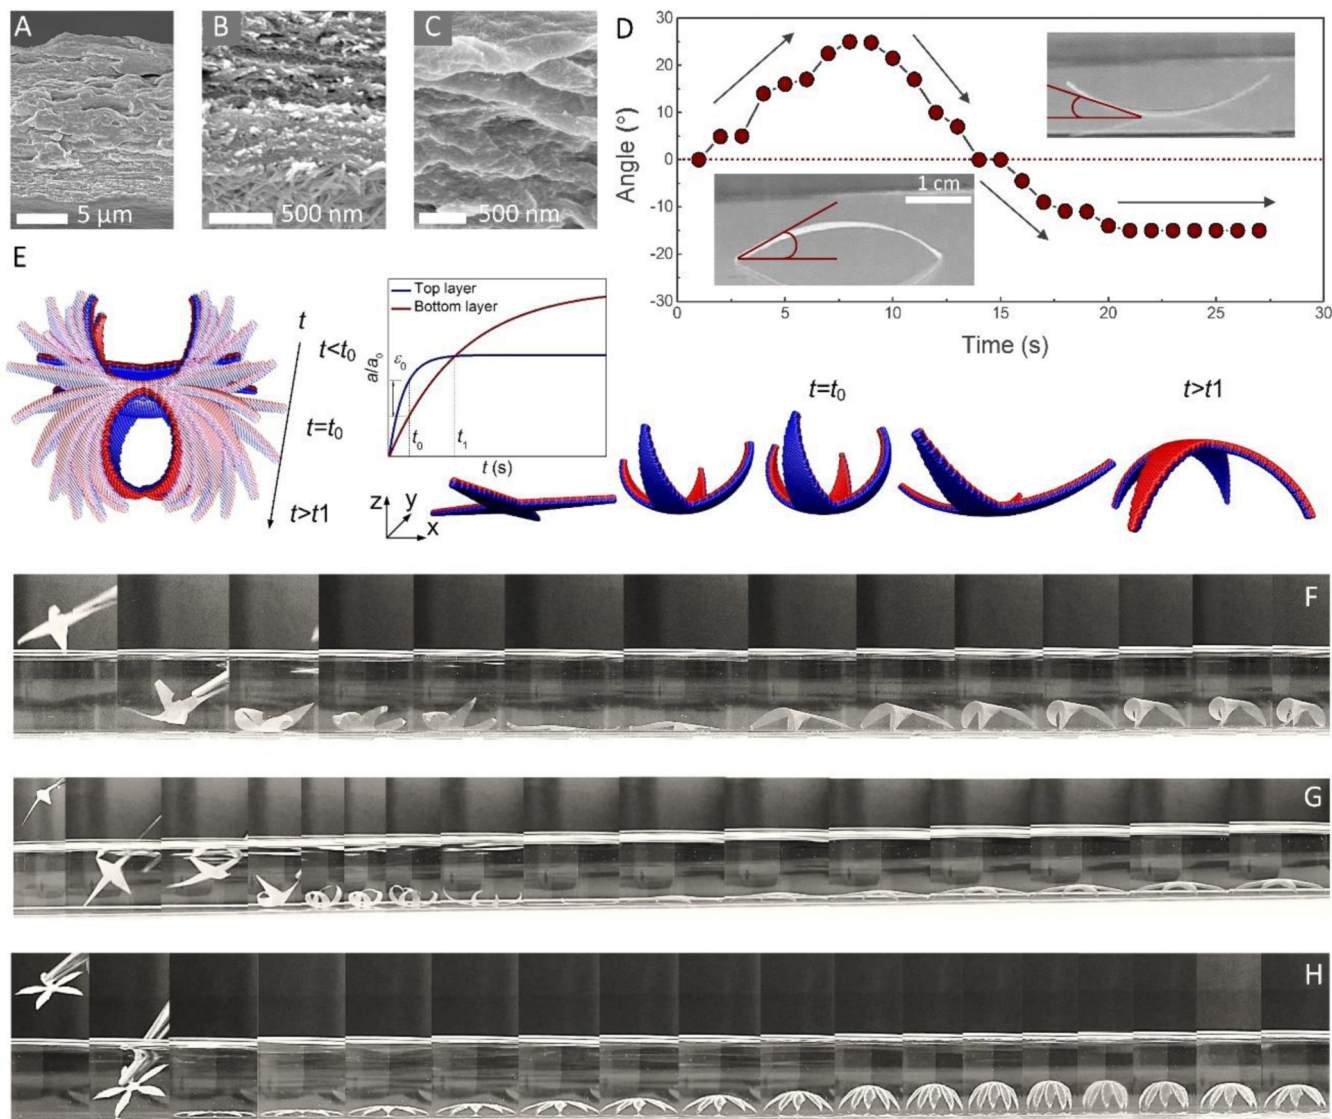 A
B
C
5 µm
500 nm
500 nm
D
Angle (°)
30
25
20
10
0
-10
-20
-30
0
5
10
15
20
25
30
Time (s)
1 cm
E
t
t<t0
t=t0
t>t1
Top layer
Bottom layer
a/a0
ε0
t0
t1
t (s)
z
y
x
t=t0
t>t1
F
G
H